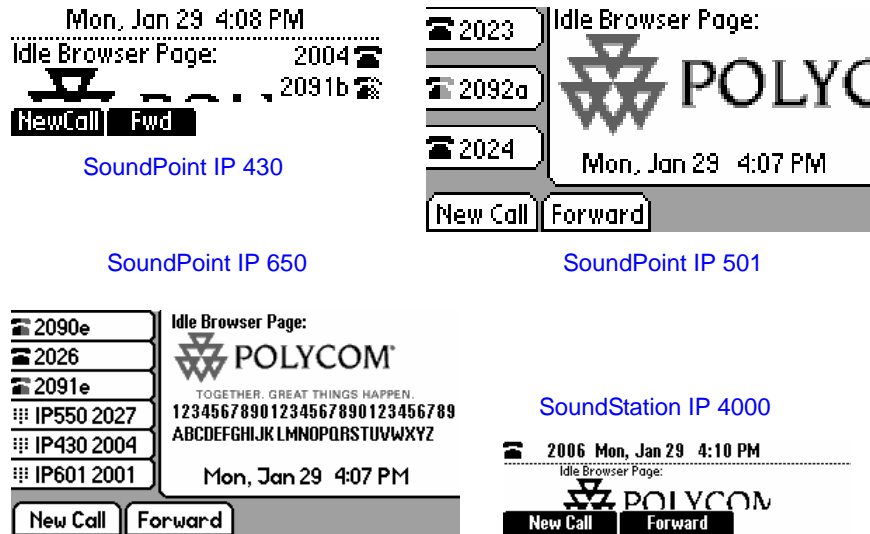 Mon, Jan 29 4:08 PM
Idle Browser Page: 2004
2091b
NewCall Fwd
SoundPoint IP 430
2023 Idle Browser Page:
2092a POLYC
2024
Mon, Jan 29 4:07 PM
New Call Forward
SoundPoint IP 650
SoundPoint IP 501
2090e
2026
2091e
IP550 2027
IP430 2004
IP601 2001
Idle Browser Page:
POLYCOM
TOGETHER. GREAT THINGS HAPPEN.
12345678901234567890123456789
ABCDEFGHIJKLMNOPQRSTUVWXYZ
Mon, Jan 29 4:07 PM
New Call Forward
SoundStation IP 4000
2006 Mon, Jan 29 4:10 PM
Idle Browser Page:
POLYCOM
New Call Forward